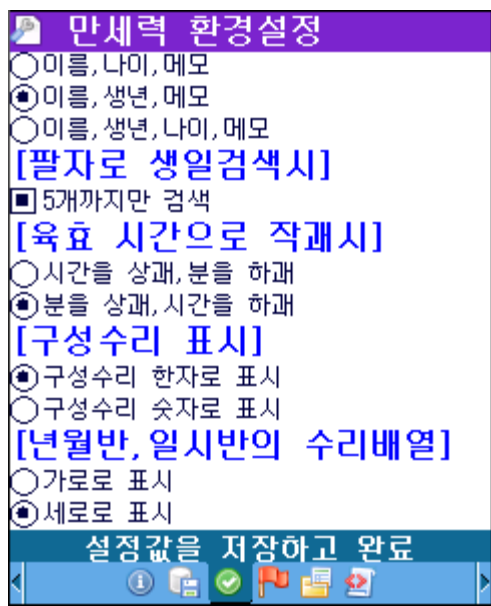 만세력 환경설정
이름,나이,메모
이름,생년,메모
이름,생년,나이,메모
[팔자로 생일검색시]
5개까지만 검색
[육효 시간으로 작괘시]
시간을 상괘,분을 하괘
분을 상괘,시간을 하괘
[구성수리 표시]
구성수리 한자로 표시
구성수리 숫자로 표시
[년월반,일시반의 수리배열]
가로로 표시
세로로 표시
설정값을 저장하고 완료